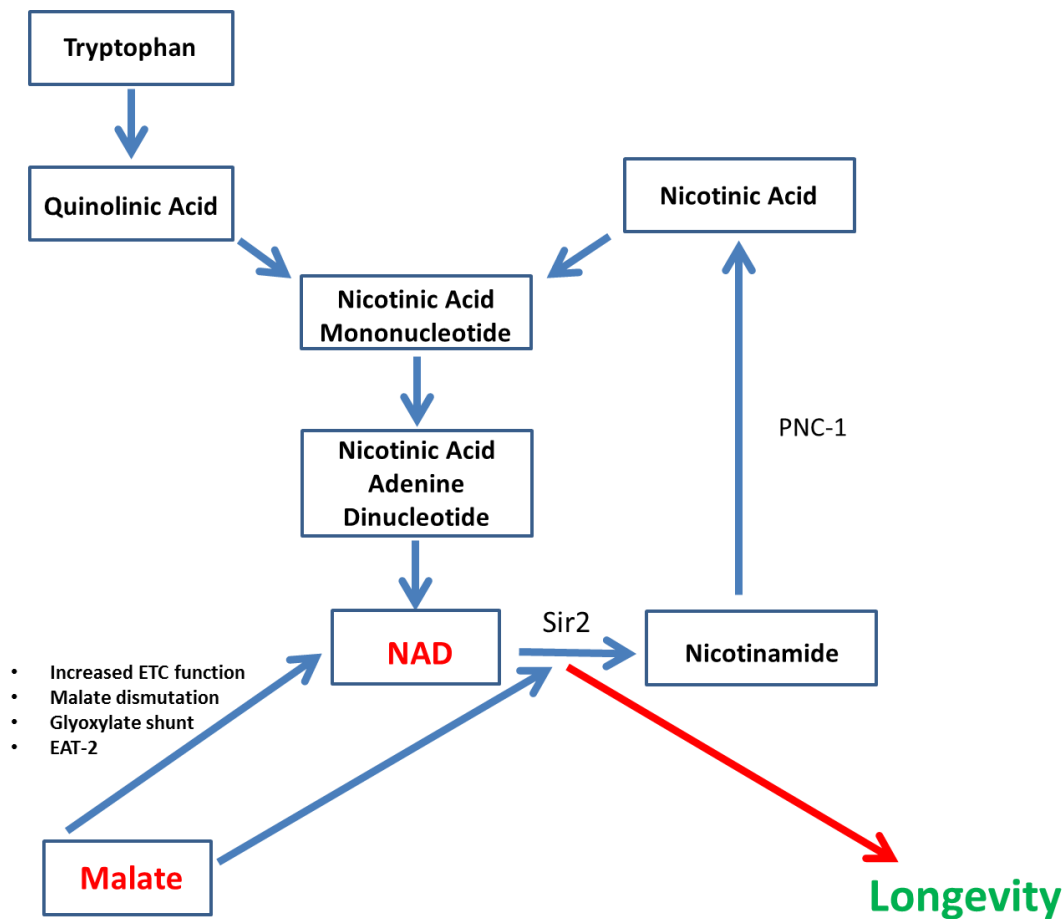 Tryptophan
Quinolinic Acid
Nicotinic Acid
Nicotinic Acid
Mononucleotide
PNC-1
Nicotinic Acid
Adenine
Dinucleotide
Sir2
NAD
Nicotinamide
• Increased ETC function
• Malate dismutation
• Glyoxylate shunt
• EAT-2
Malate
Longevity